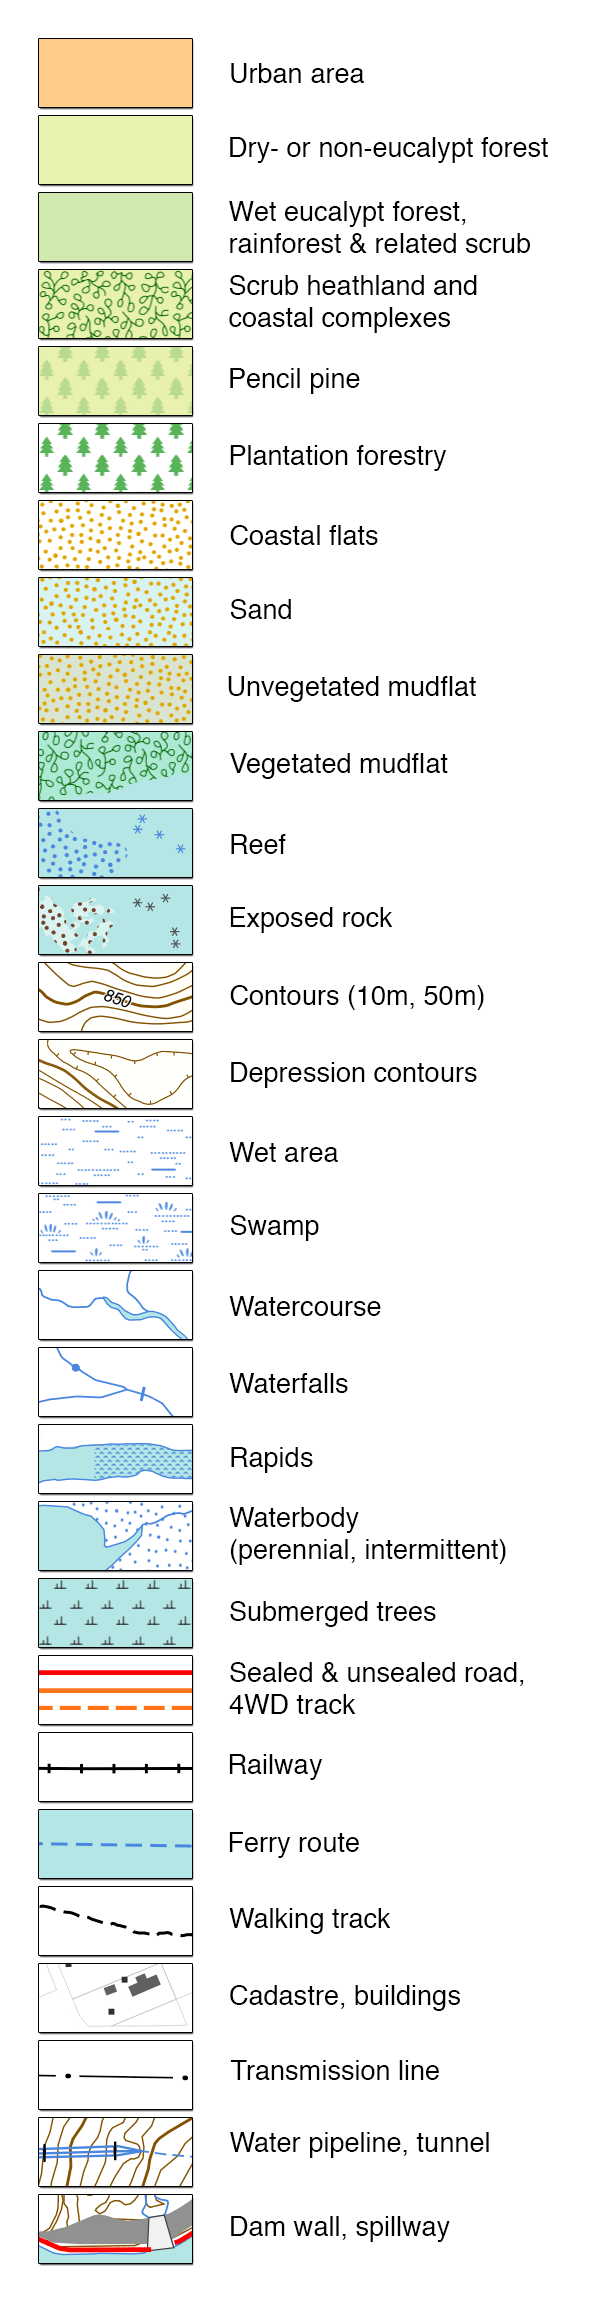 Urban area
Dry- or non-eucalypt forest
Wet eucalypt forest,
rainforest & related scrub
Scrub heathland and
coastal complexes
Pencil pine
Plantation forestry
Coastal flats
Sand
Unvegetated mudflat
Vegetated mudflat
Reef
Exposed rock
850
Contours (10m, 50m)
Depression contours
Wet area
Swamp
Watercourse
Waterfalls
Rapids
Waterbody
(perennial, intermittent)
Submerged trees
Sealed & unsealed road,
4WD track
Railway
Ferry route
Walking track
Cadastre, buildings
Transmission line
Water pipeline, tunnel
Dam wall, spillway